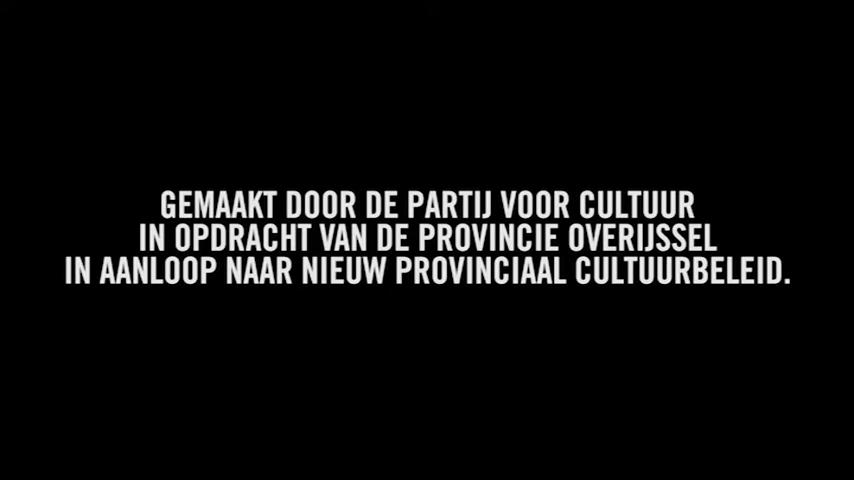 GEMAAKT DOOR DE PARTIJ VOOR CULTUUR
IN OPDRACHT VAN DE PROVINCIE OVERIJSSEL
IN AANLOOP NAAR NIEUW PROVINCIAAL CULTUURBELEID.